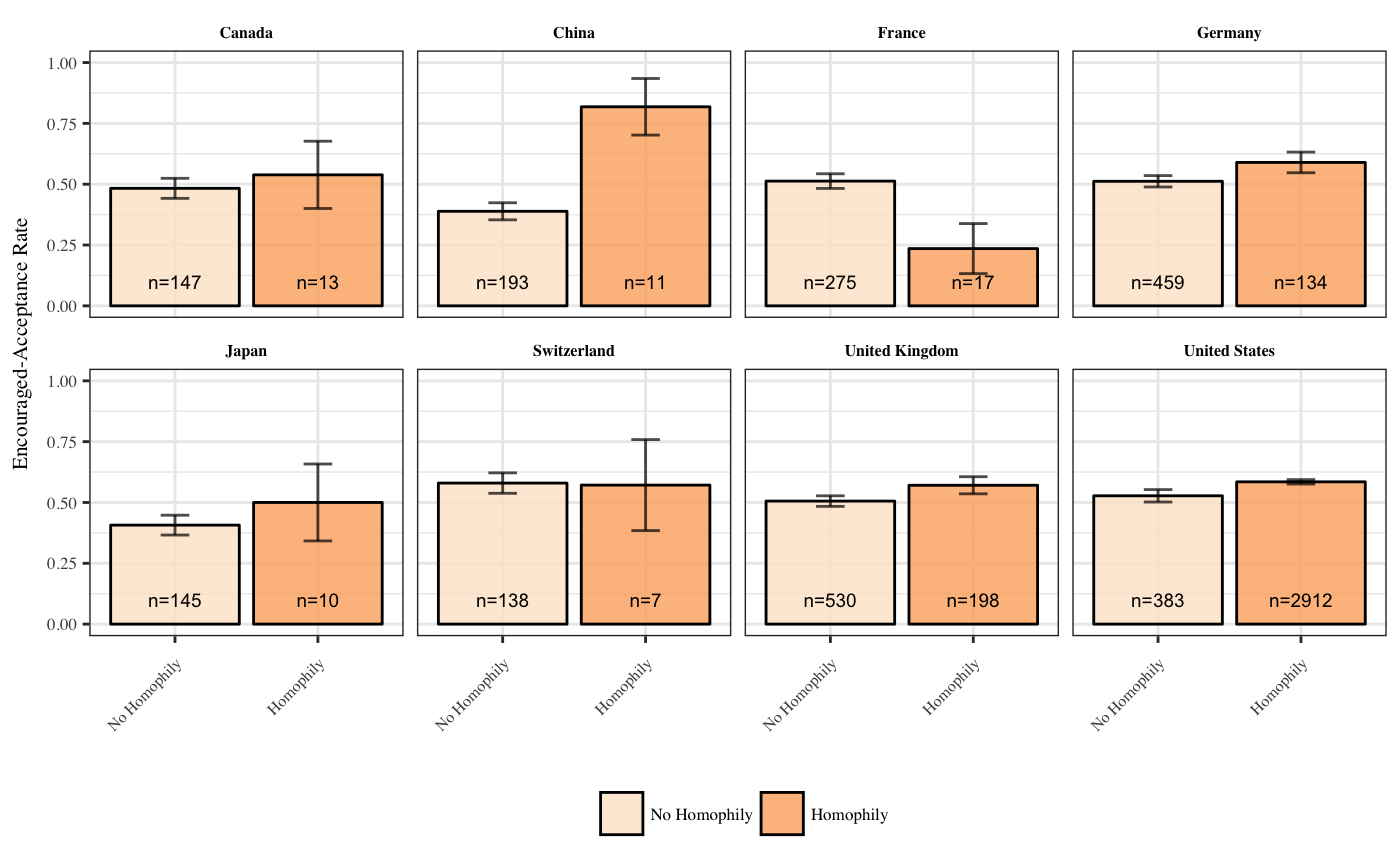 Canada China France Germany
Encouraged-Acceptance Rate
1.00
0.75
0.50
0.25
0.00
n=147 n=13 n=193 n=11 n=275 n=17 n=459 n=134
Japan Switzerland United Kingdom United States
1.00
0.75
0.50
0.25
0.00
n=145 n=10 n=138 n=7 n=530 n=198 n=383 n=2912
No Homophily Homophily No Homophily Homophily No Homophily Homophily No Homophily Homophily
No Homophily Homophily